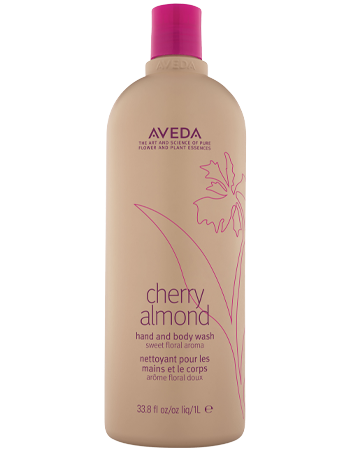 AVEDA
THE ART AND SCIENCE OF PURE
FLOWER AND PLANT ESSENCES
cherry
almond
hand and body wash
sweet floral aroma
nettoyant pour les
mains et le corps
arôme floral doux
33.8 fl oz/oz liq/1L ℮